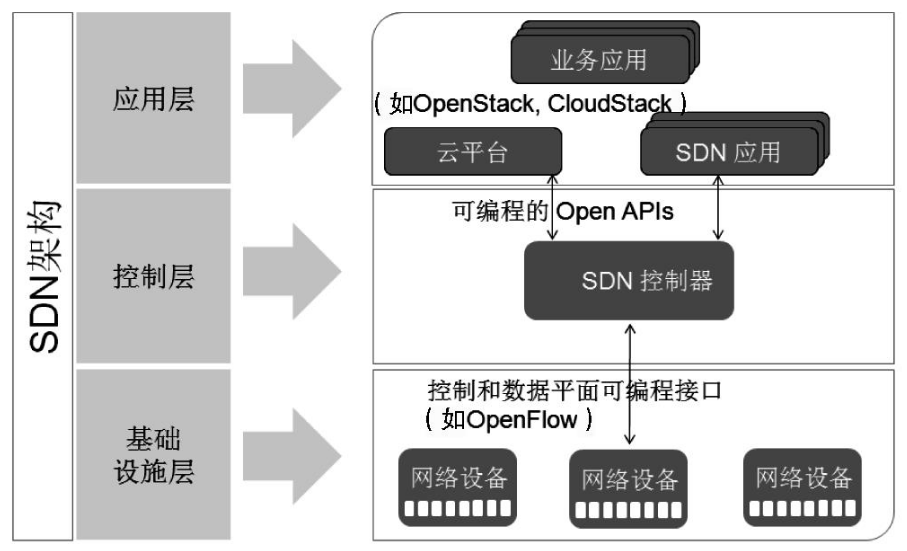 SDN架构
应用层
业务应用
（如OpenStack, CloudStack）
云平台
SDN 应用
可编程的 Open APIs
控制层
SDN 控制器
控制和数据平面可编程接口
（如OpenFlow）
基础
设施层
网络设备
网络设备
网络设备